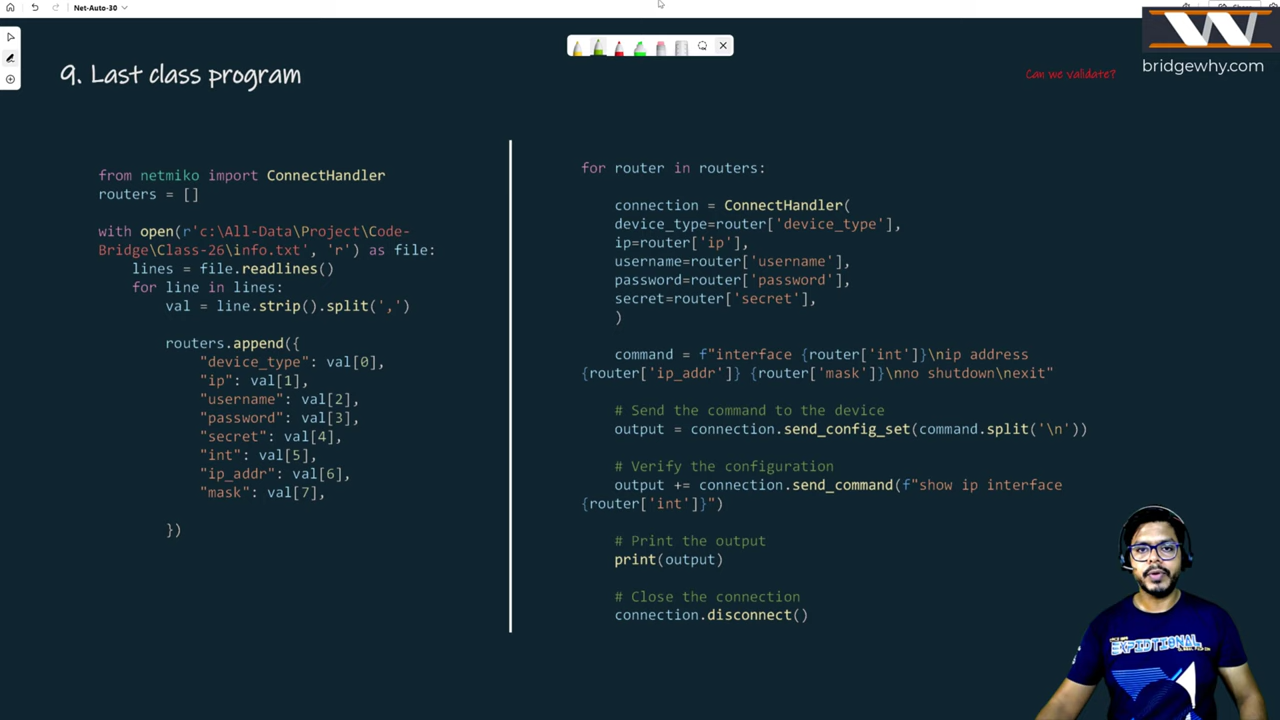 Net-Auto-30
bridgewhy.com
9. Last class program
Can we validate?
from netmiko import ConnectHandler
routers = []
with open(r'c:\All-Data\Project\Code-
Bridge\Class-26\info.txt', 'r') as file:
lines = file.readlines()
for line in lines:
val = line.strip().split(',')
routers.append({
"device_type": val[0],
"ip": val[1],
"username": val[2],
"password": val[3],
"secret": val[4],
"int": val[5],
"ip_addr": val[6],
"mask": val[7],
})
for router in routers:
connection = ConnectHandler(
device_type=router['device_type'],
ip=router['ip'],
username=router['username'],
password=router['password'],
secret=router['secret'],
)
command = f"interface {router['int']}\nip address
{router['ip_addr']} {router['mask']}\nno shutdown\nexit"
# Send the command to the device
output = connection.send_config_set(command.split('\n'))
# Verify the configuration
output += connection.send_command(f"show ip interface
{router['int']}")
# Print the output
print(output)
# Close the connection
connection.disconnect()
EXPIDTIONAL